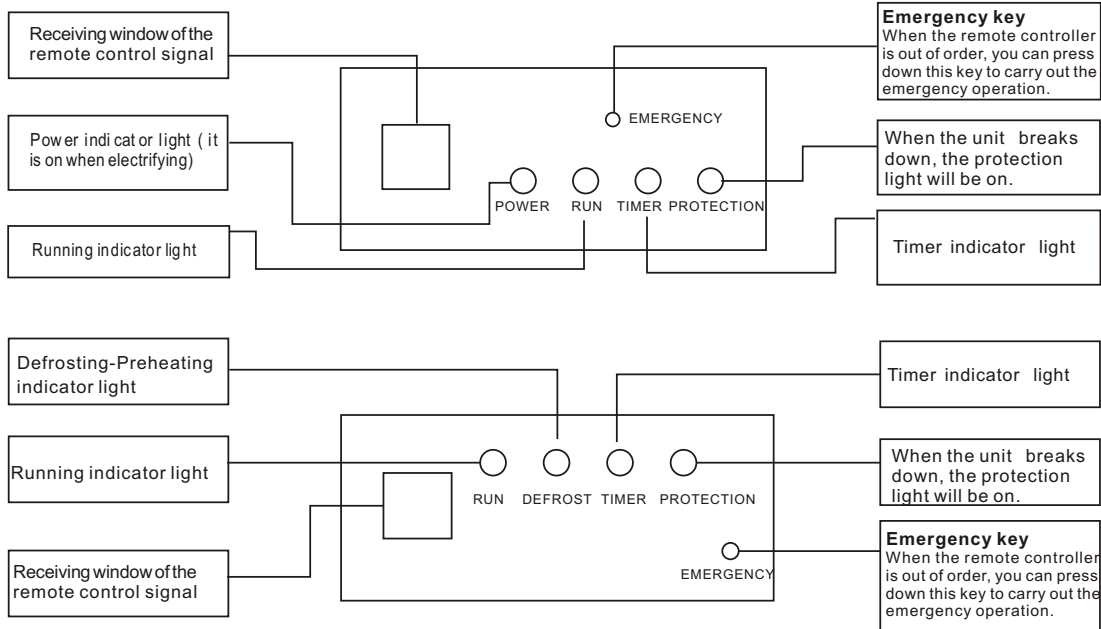 Receiving window of the
remote control signal
Emergency key
When the remote controller
is out of order, you can press
down this key to carry out the
emergency operation.
EMERGENCY
Power indicator light ( it
is on when electrifying)
When the unit breaks
down, the protection
light will be on.
POWER RUN TIMER PROTECTION
Running indicator light
Timer indicator light
Defrosting-Preheating
indicator light
Timer indicator light
Running indicator light
When the unit breaks
down, the protection
light will be on.
RUN DEFROST TIMER PROTECTION
Receiving window of the
remote control signal
EMERGENCY
Emergency key
When the remote controller
is out of order, you can press
down this key to carry out the
emergency operation.